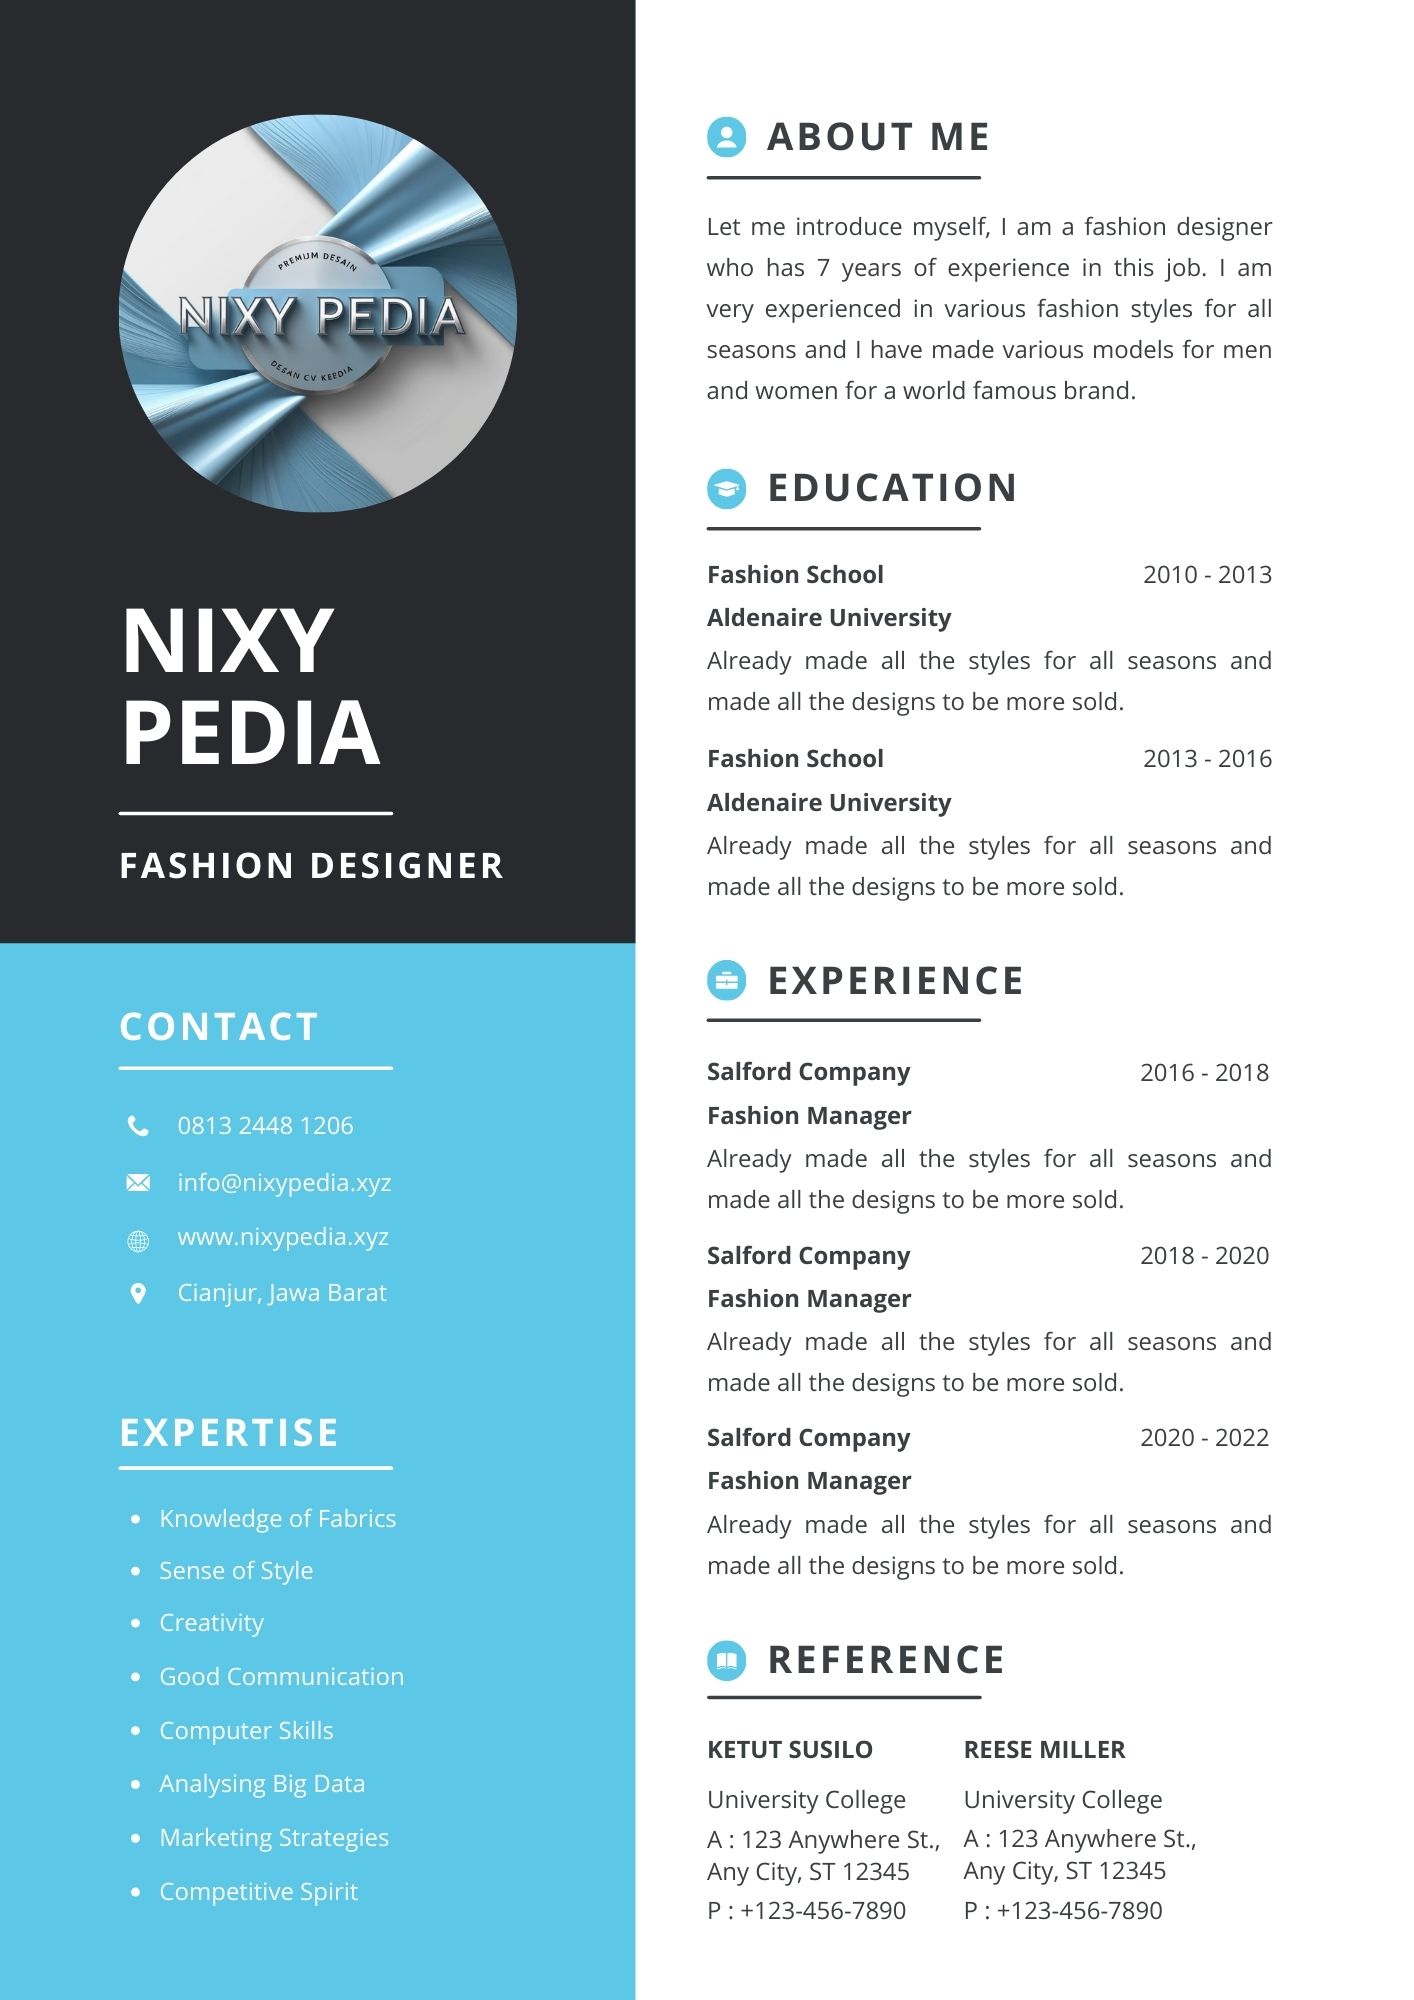 PREMIJM DESAIN
NIXY PEDIA
DESAN CV KEEDIA
NIXY
PEDIA
FASHION DESIGNER
CONTACT
0813 2448 1206
info@nixypedia.xyz
www.nixypedia.xyz
Cianjur, Jawa Barat
EXPERTISE
• Knowledge of Fabrics
• Sense of Style
• Creativity
• Good Communication
• Computer Skills
• Analysing Big Data
• Marketing Strategies
• Competitive Spirit
ABOUT ME
Let me introduce myself, I am a fashion designer
who has 7 years of experience in this job. I am
very experienced in various fashion styles for all
seasons and I have made various models for men
and women for a world famous brand.
EDUCATION
Fashion School 2010 - 2013
Aldenaire University
Already made all the styles for all seasons and
made all the designs to be more sold.
Fashion School 2013 - 2016
Aldenaire University
Already made all the styles for all seasons and
made all the designs to be more sold.
EXPERIENCE
Salford Company 2016 - 2018
Fashion Manager
Already made all the styles for all seasons and
made all the designs to be more sold.
Salford Company 2018 - 2020
Fashion Manager
Already made all the styles for all seasons and
made all the designs to be more sold.
Salford Company 2020 - 2022
Fashion Manager
Already made all the styles for all seasons and
made all the designs to be more sold.
REFERENCE
KETUT SUSILO
University College
A : 123 Anywhere St.,
Any City, ST 12345
P : +123-456-7890
REESE MILLER
University College
A : 123 Anywhere St.,
Any City, ST 12345
P : +123-456-7890